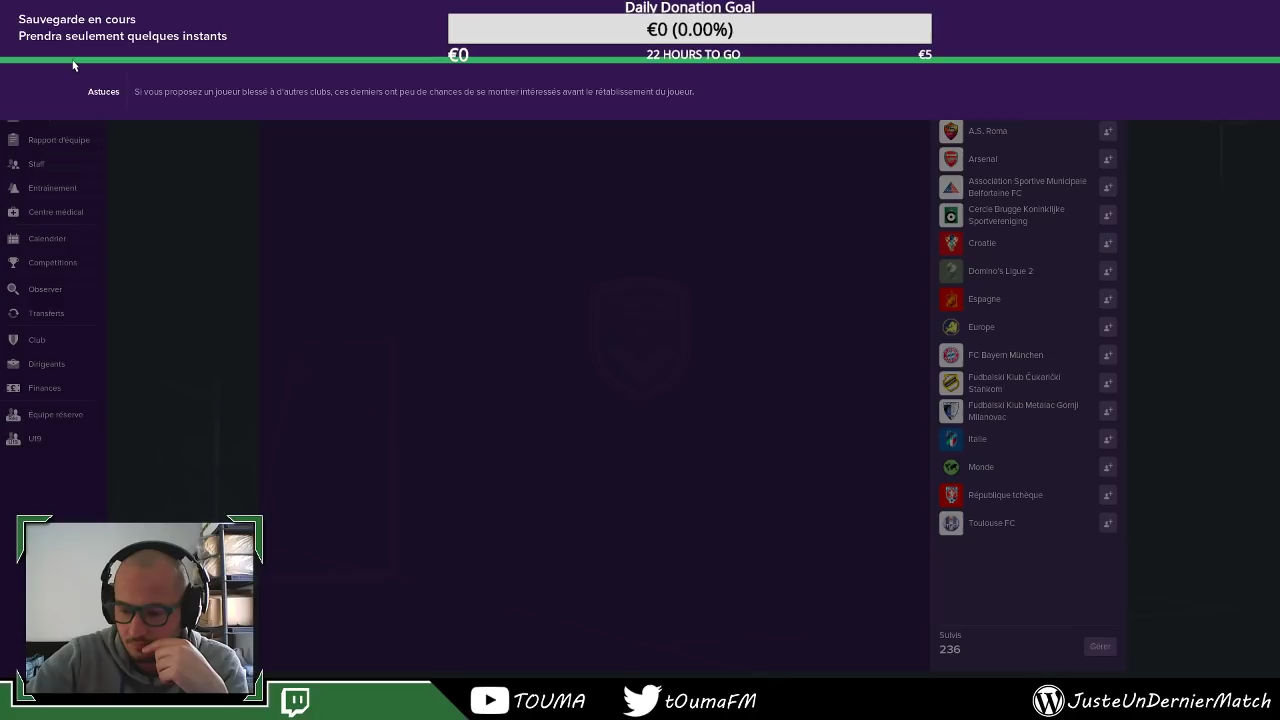 Sauvegarde en cours
Prendra seulement quelques instants
Daily Donation Goal
€0 (0.00%)
€0
22 HOURS TO GO
€5
Astuces
Si vous proposez un joueur blessé à d'autres clubs, ces derniers ont peu de chances de se montrer intéressés avant le rétablissement du joueur.
Rapport d'équipe
Staff
Entraînement
Centre médical
Calendrier
Compétitions
Observer
Transferts
Club
Dirigeants
Finances
Équipe réserve
U19
A.S. Roma
Arsenal
Association Sportive Municipale
Belfortaine FC
Cercle Brugge Koninklijke
Sportvereniging
Croatie
Domino's Ligue 2
Espagne
Europe
FC Bayern München
Fudbalski Klub Čukarički
Stankom
Fudbalski Klub Metalac Gornji
Milanovac
Italie
Monde
République tchèque
Toulouse FC
Suivis
236
Gérer
TOUMA
tOumaFM
JusteUnDernierMatch